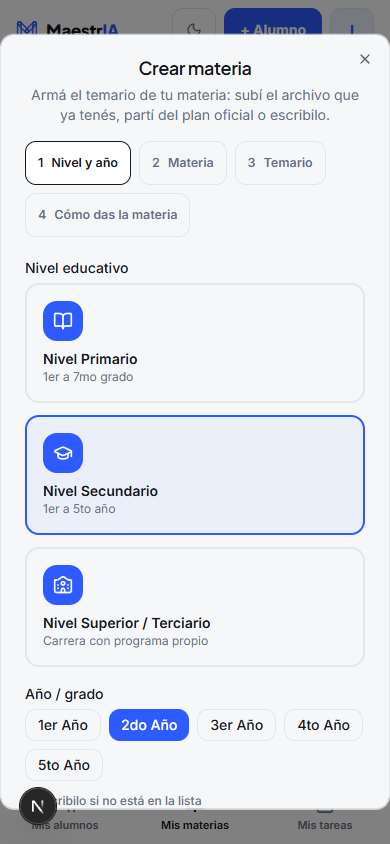 MaestrIA
+ Alumno
Crear materia
Armá el temario de tu materia: subí el archivo que
ya tenés, partí del plan oficial o escribilo.
1 Nivel y año
2 Materia
3 Temario
4 Cómo das la materia
Nivel educativo
Nivel Primario
1er a 7mo grado
Nivel Secundario
1er a 5to año
Nivel Superior / Terciario
Carrera con programa propio
Año / grado
1er Año
2do Año
3er Año
4to Año
5to Año
si no está en la lista
N
Mis alumnos
Mis materias
Mis tareas